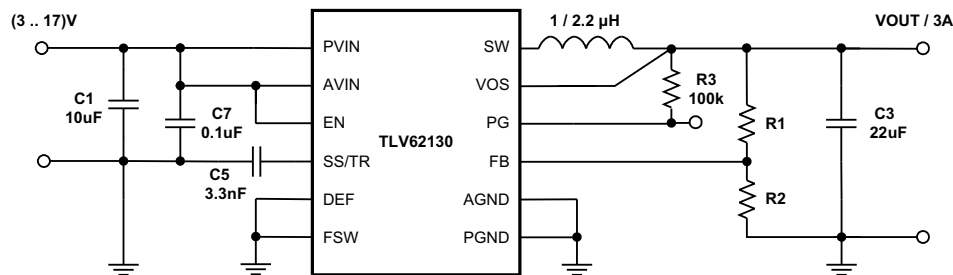 (3 .. 17)V
1 / 2.2 µH
VOUT / 3A
PVIN
SW
AVIN
VOS
R3
100k
C1
10uF
C7
0.1uF
EN
PG
R1
C3
22uF
TLV62130
SS/TR
FB
C5
3.3nF
DEF
AGND
R2
FSW
PGND